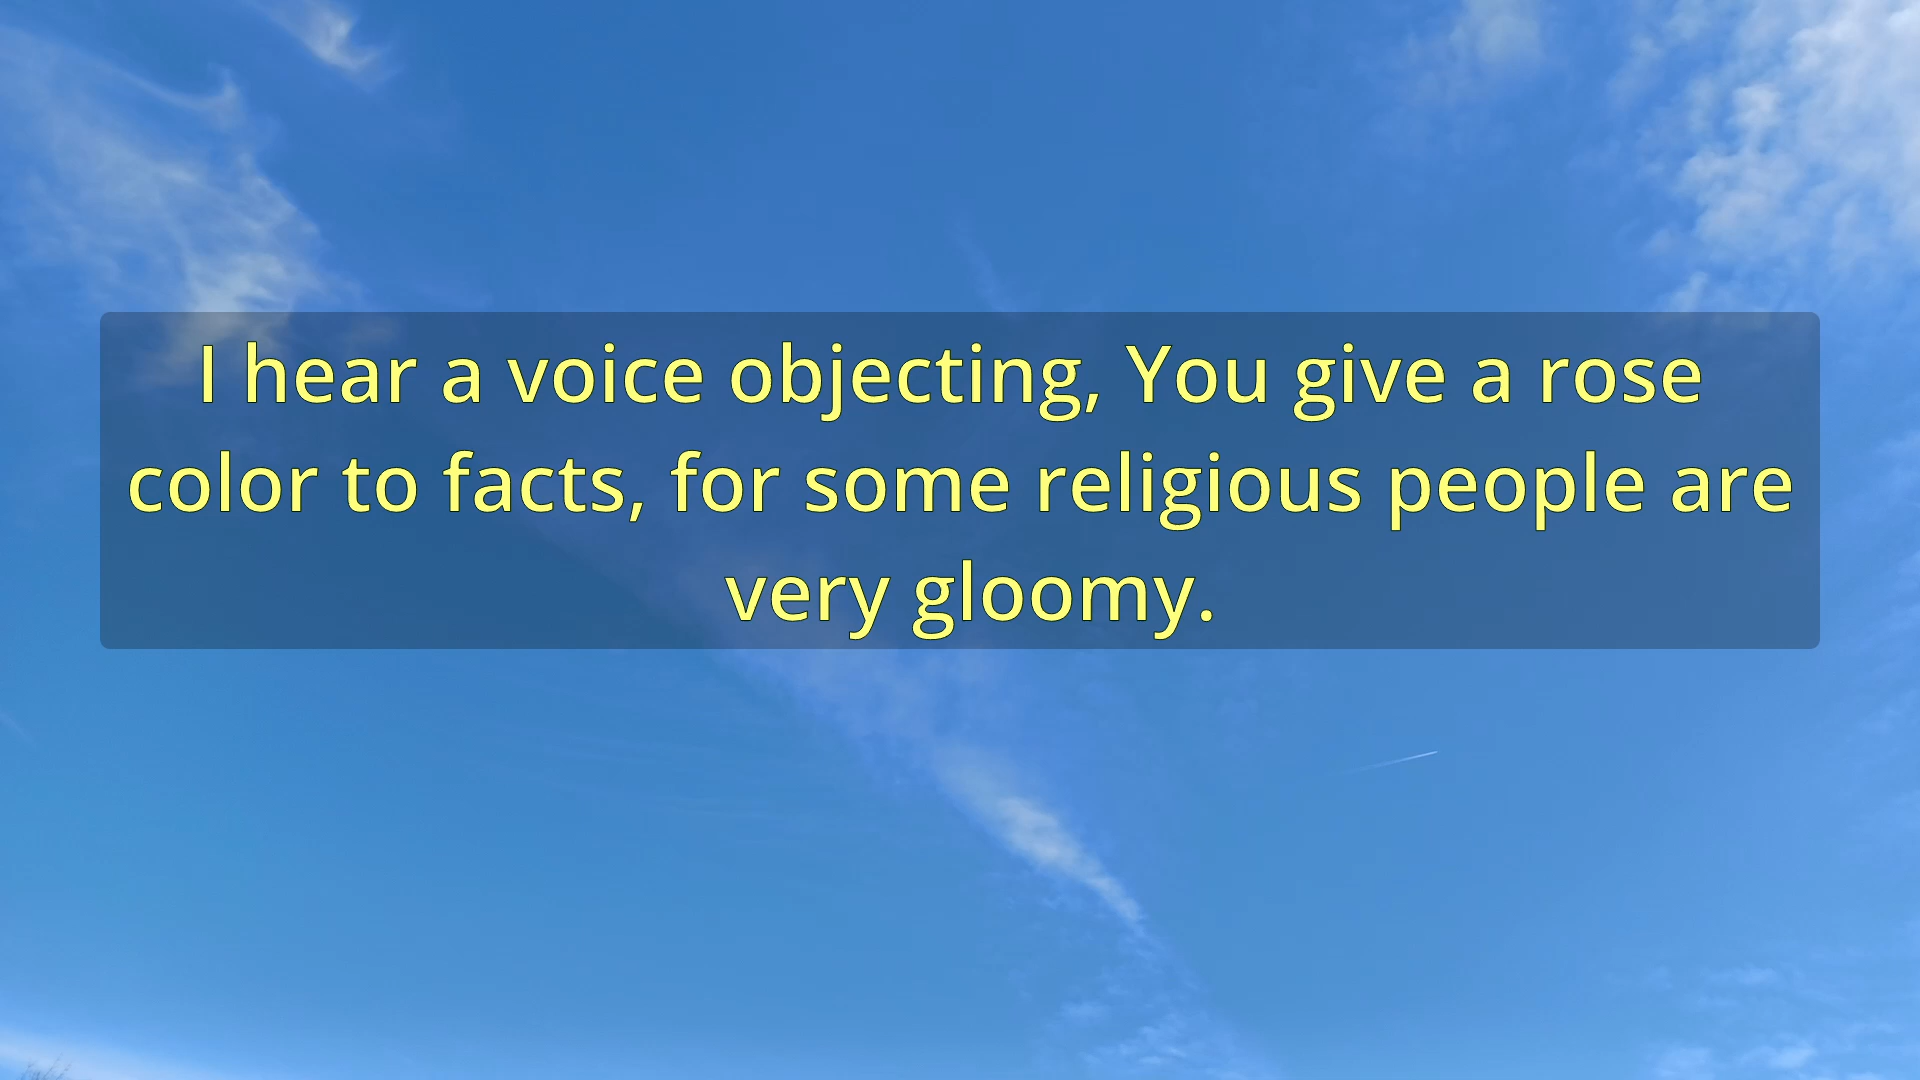 I hear a voice objecting, You give a rose
color to facts, for some religious people are
very gloomy.